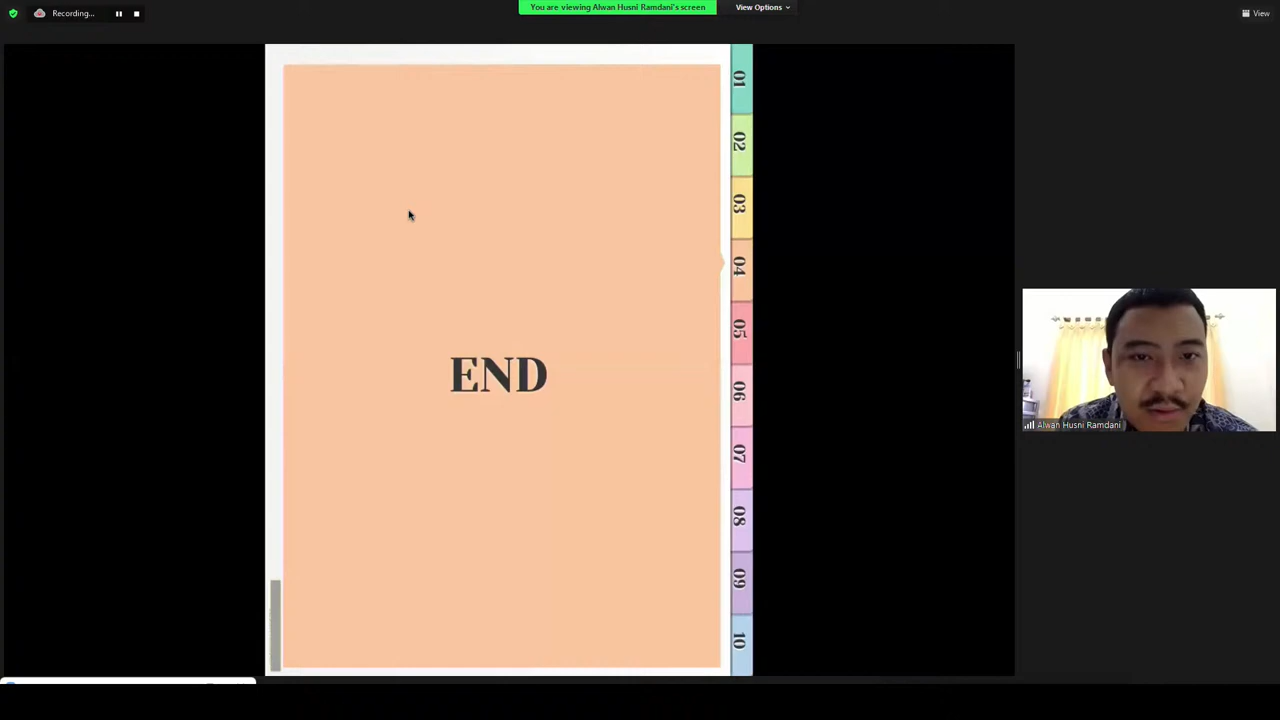 Recording...
You are viewing Alwan Husni Ramdani's screen
View Options
View
01
02
03
04
05
06
07
08
09
10
END
Alwan Husni Ramdani